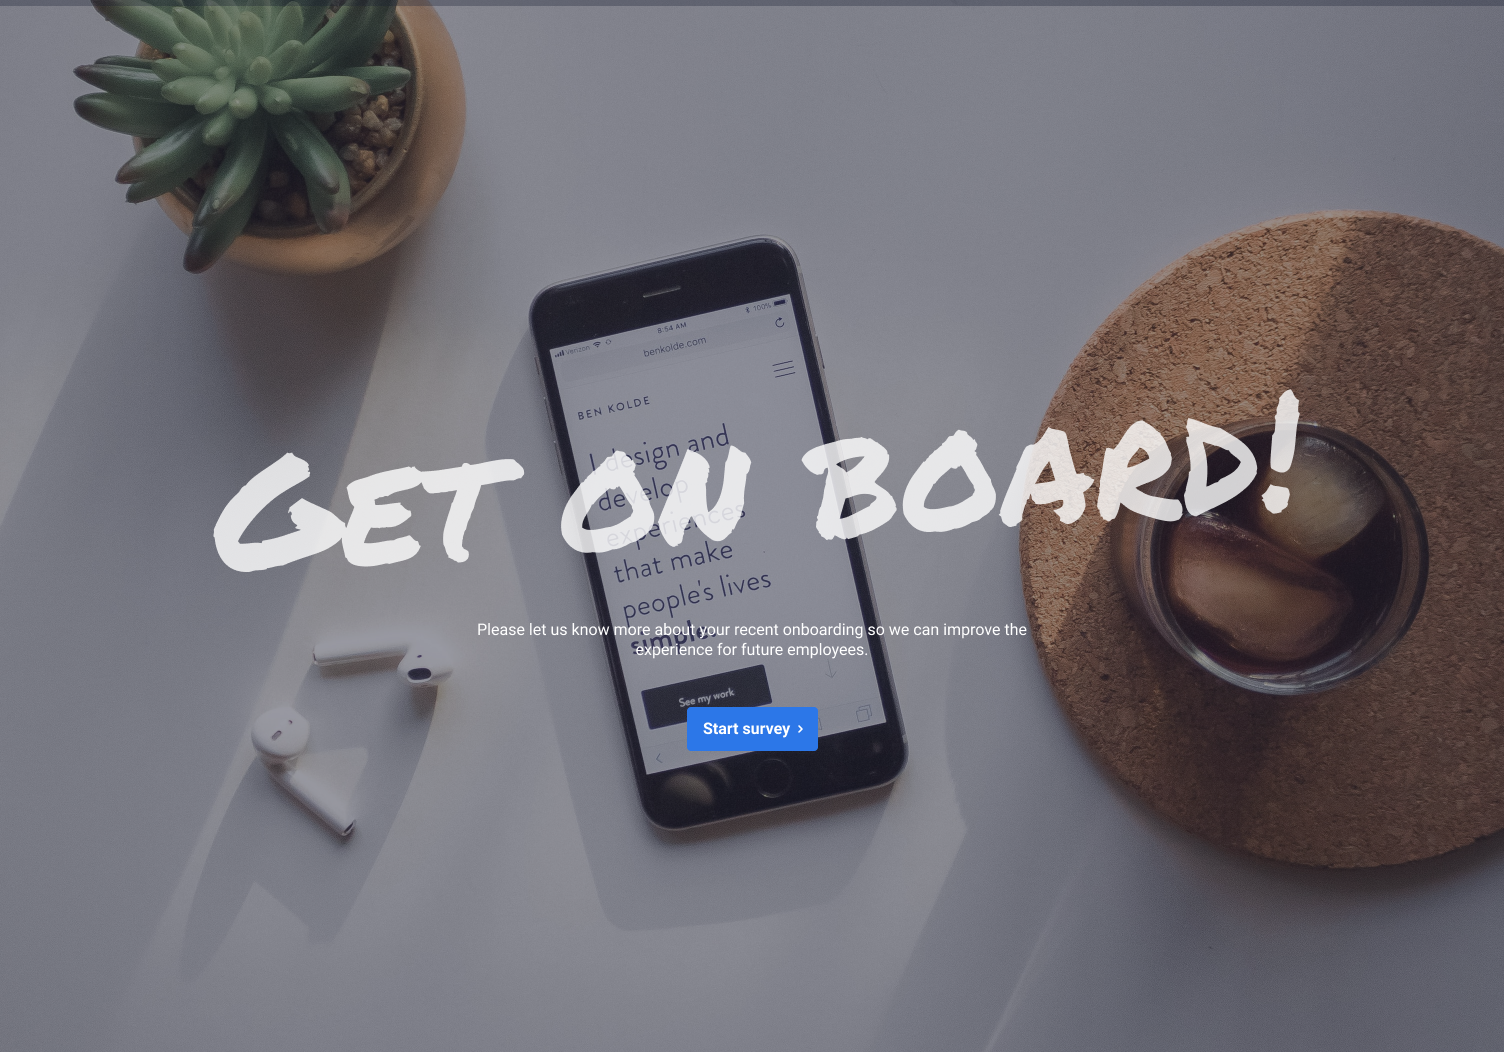 Verizon
8:54 AM
100%
benkolde.com
BEN KOLDE
I design and
develop
experiences
that make
people's lives
simple.
GET ON BOARD!
Please let us know more about your recent onboarding so we can improve the
experience for future employees.
See my work
Start survey